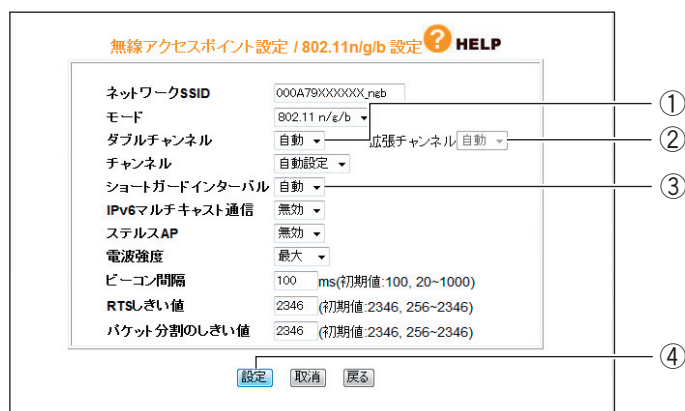 無線アクセスポイント設定 / 802.11n/g/b 設定 ? HELP
ネットワークSSID 000A79XXXXXX_ngb
モード 802.11 n/g/b
ダブルチャンネル 自動 拡張チャンネル 自動
チャンネル 自動設定
ショートガードインターバル 自動
IPv6マルチキャスト通信 無効
ステルスAP 無効
電波強度 最大
ビーコン間隔 100 ms(初期値:100, 20~1000)
RTSしきい値 2346 (初期値:2346, 256~2346)
パケット分割のしきい値 2346 (初期値:2346, 256~2346)
設定 取消 戻る
①
②
③
④